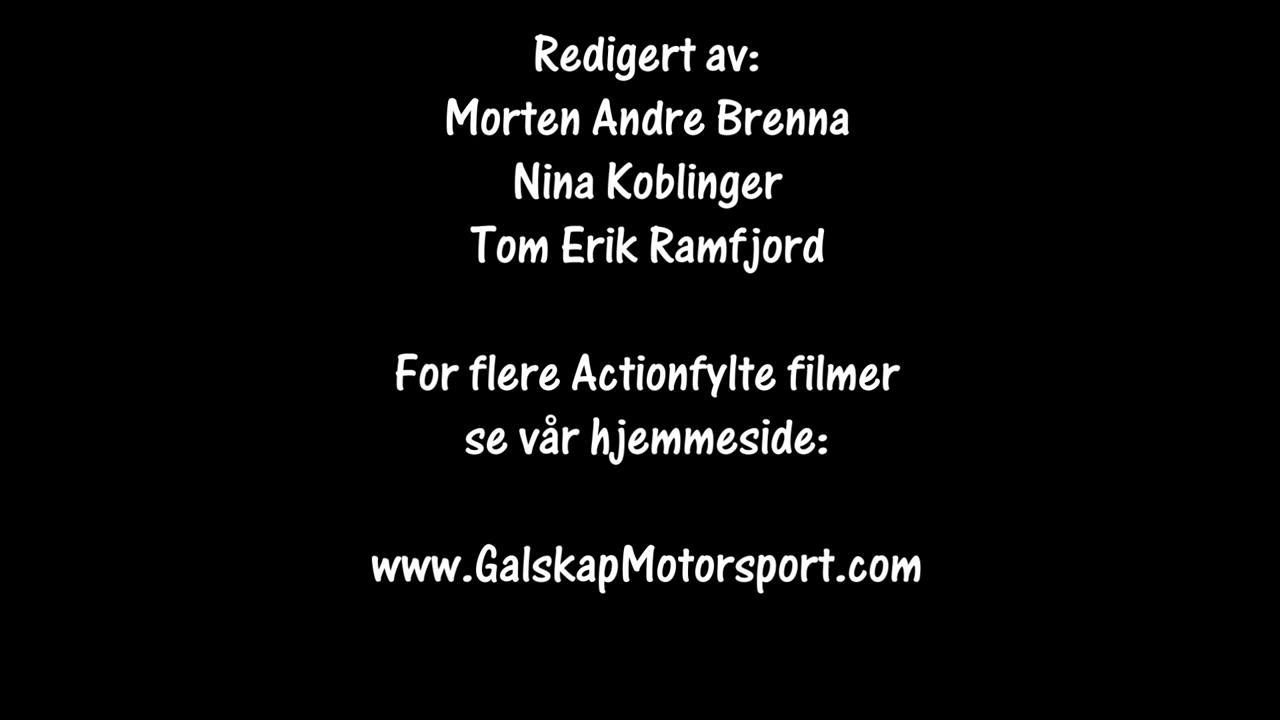 Redigert av:
Morten Andre Brenna
Nina Koblinger
Tom Erik Ramfjord
For flere Actionfylte filmer
se vår hjemmeside:
www.GalskapMotorsport.com